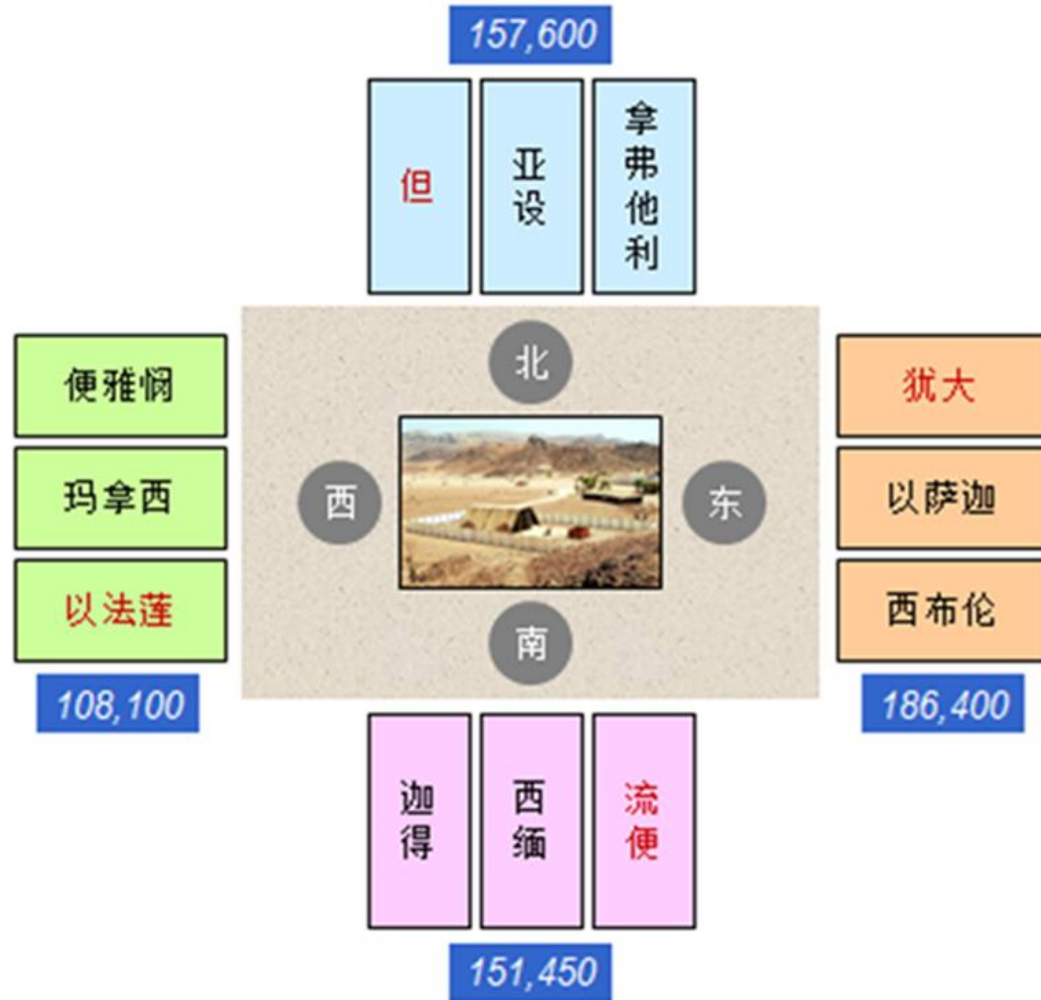 157,600
但
亚设
拿弗他利
北
便雅悯
犹大
玛拿西
西
东
以萨迦
以法莲
西布伦
南
108,100
186,400
迦得
西缅
流便
151,450